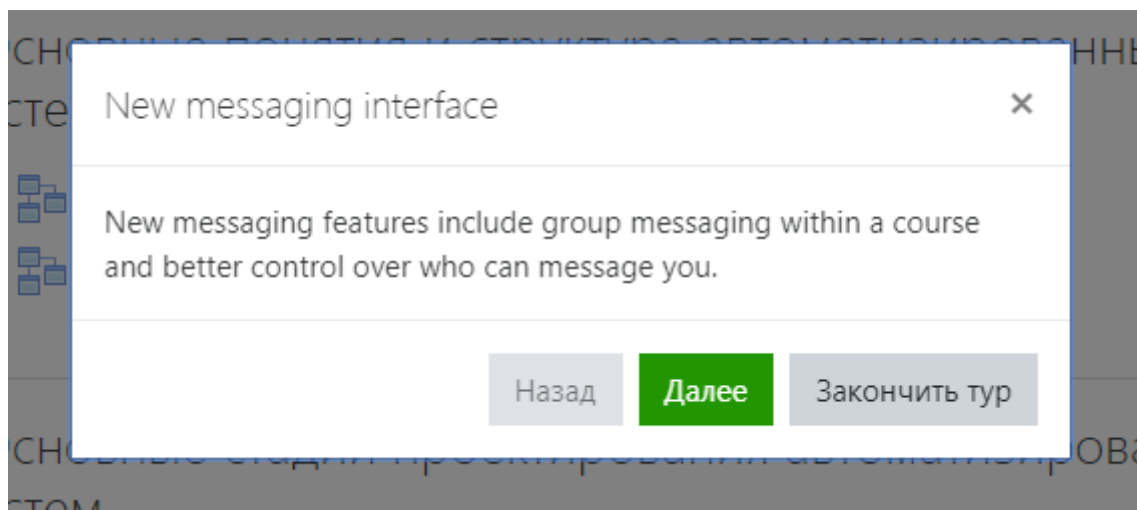 New messaging interface ×
New messaging features include group messaging within a course
and better control over who can message you.
Назад Далее Закончить тур